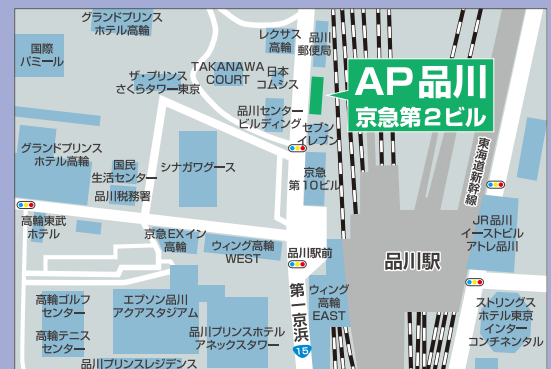 グランドプリンス
ホテル高輪
レクサス
高輪
品川
郵便局
国際
パミール
TAKANAWA
COURT
日本
コムシス
ザ・プリンス
さくらタワー東京
AP品川
京急第2ビル
品川センター
ビルディング
セブン
イレブン
グランドプリンス
ホテル高輪
国民
生活センター
シナガワグース
京急
第10ビル
東海道新幹線
品川税務署
高輪東武
ホテル
京急EXイン
高輪
ウィング高輪
WEST
品川駅前
品川駅
JR品川
イーストビル
アトレ品川
高輪ゴルフ
センター
エプソン品川
アクアスタジアム
第一京浜
15
ウィング
高輪
EAST
ストリングス
ホテル東京
インター
コンチネンタル
高輪テニス
センター
品川プリンスホテル
アネックスタワー
品川プリンスレジデンス